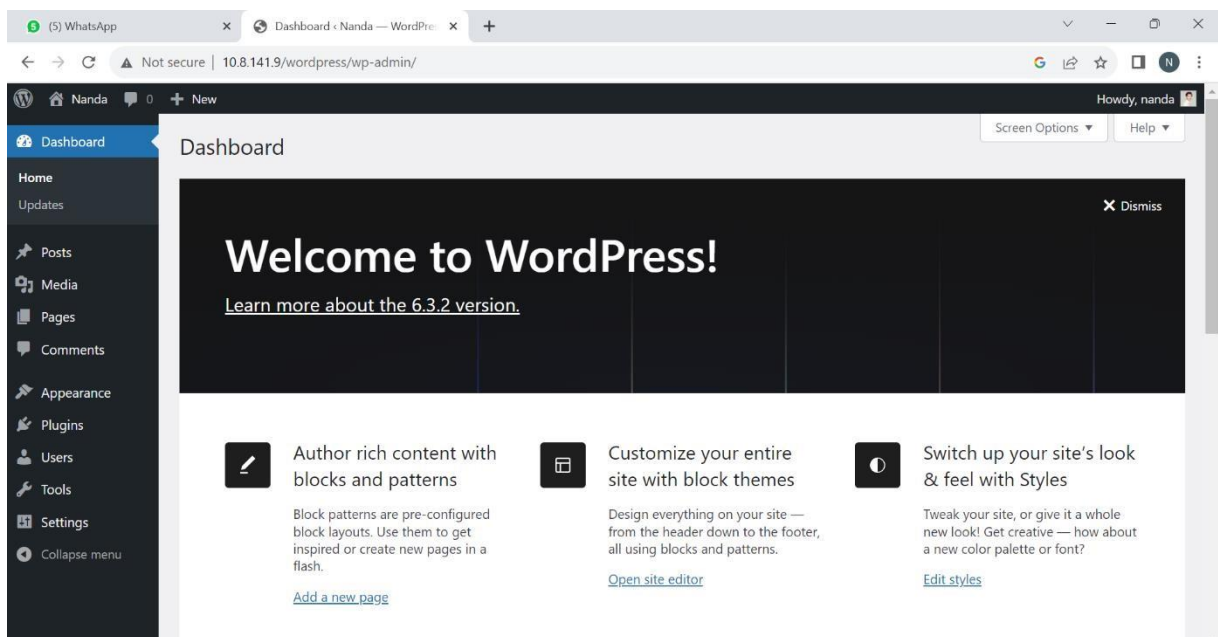 (5) WhatsApp
Dashboard ‹ Nanda — WordPre
Not secure | 10.8.141.9/wordpress/wp-admin/
G
N
Nanda 0 + New
Howdy, nanda
Dashboard
Home
Updates
Posts
Media
Pages
Comments
Appearance
Plugins
Users
Tools
Settings
Collapse menu
Screen Options ▼
Help ▼
Dashboard
Dismiss
Welcome to WordPress!
Learn more about the 6.3.2 version.
Author rich content with
blocks and patterns
Block patterns are pre-configured
block layouts. Use them to get
inspired or create new pages in a
flash.
Add a new page
Customize your entire
site with block themes
Design everything on your site —
from the header down to the footer,
all using blocks and patterns.
Open site editor
Switch up your site's look
& feel with Styles
Tweak your site, or give it a whole
new look! Get creative — how about
a new color palette or font?
Edit styles